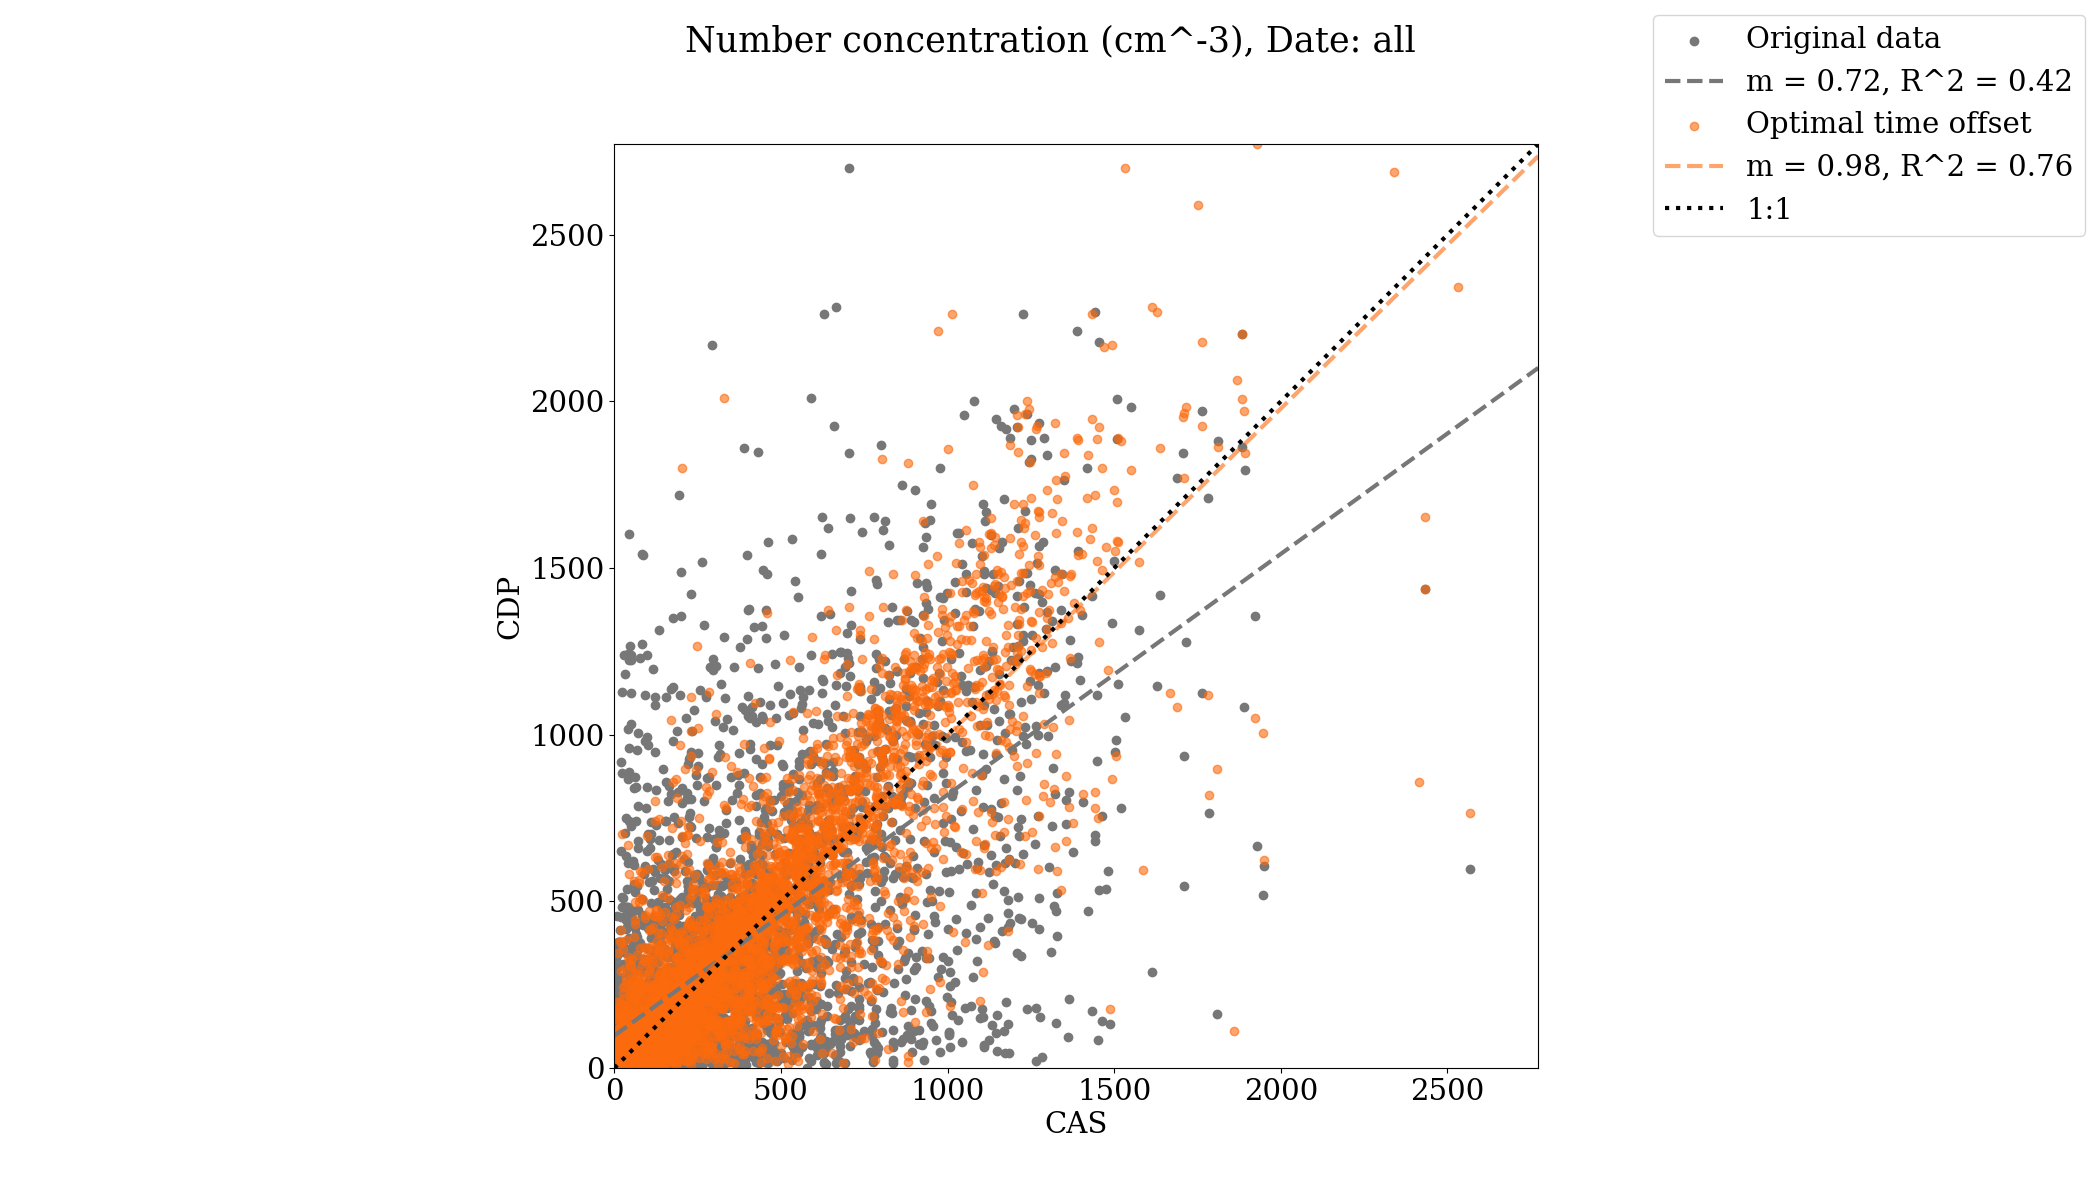 Number concentration (cm^-3), Date: all
Original data
m = 0.72, R^2 = 0.42
Optimal time offset
m = 0.98, R^2 = 0.76
1:1
2500
2000
1500
1000
500
0
CDP
0 500 1000 1500 2000 2500
CAS